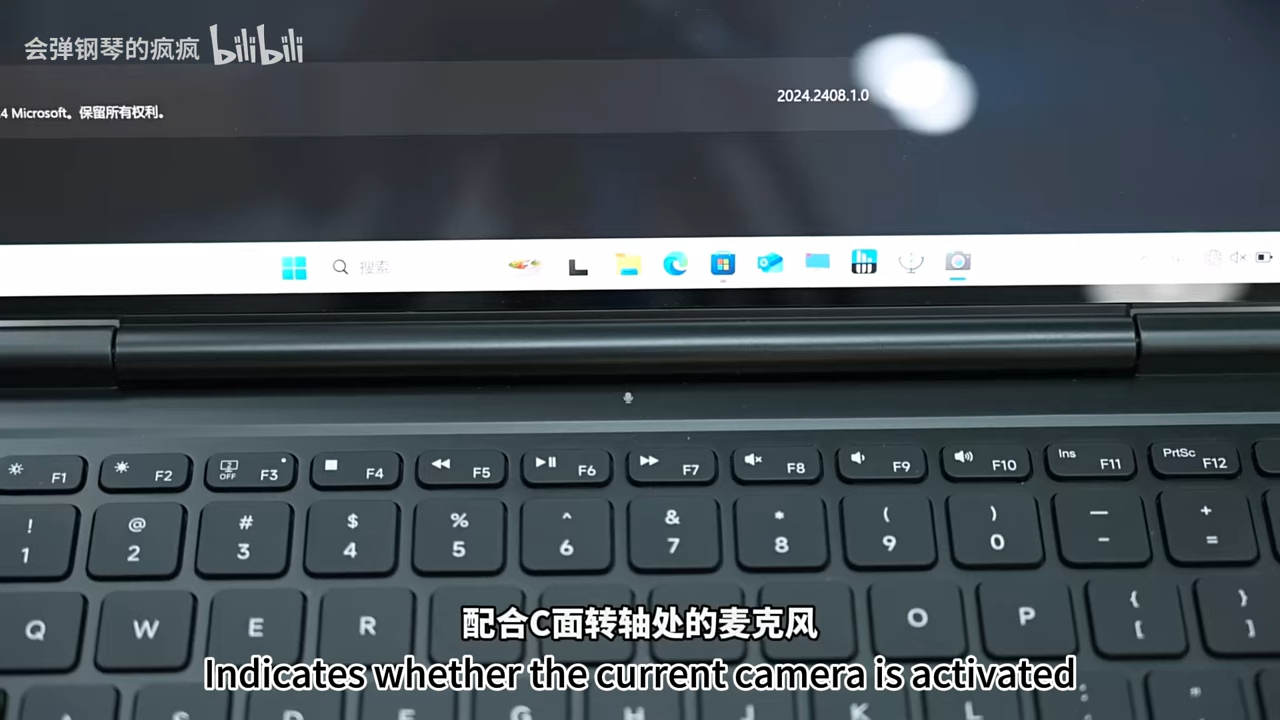 会弹钢琴的疯疯 bilibili
2024.2408.1.0
4 Microsoft。保留所有权利。
搜索
F1 F2 2 OFF F3 F4 F5 F6 F7 F8 F9 F10 Ins F11 PrtSc F12
! @ # $ % ^ & * ( ) — +
1 2 3 4 5 6 7 8 9 0 - =
Q W E R O P { [ } ]
配合C面转轴处的麦克风
Indicates whether the current camera is activated